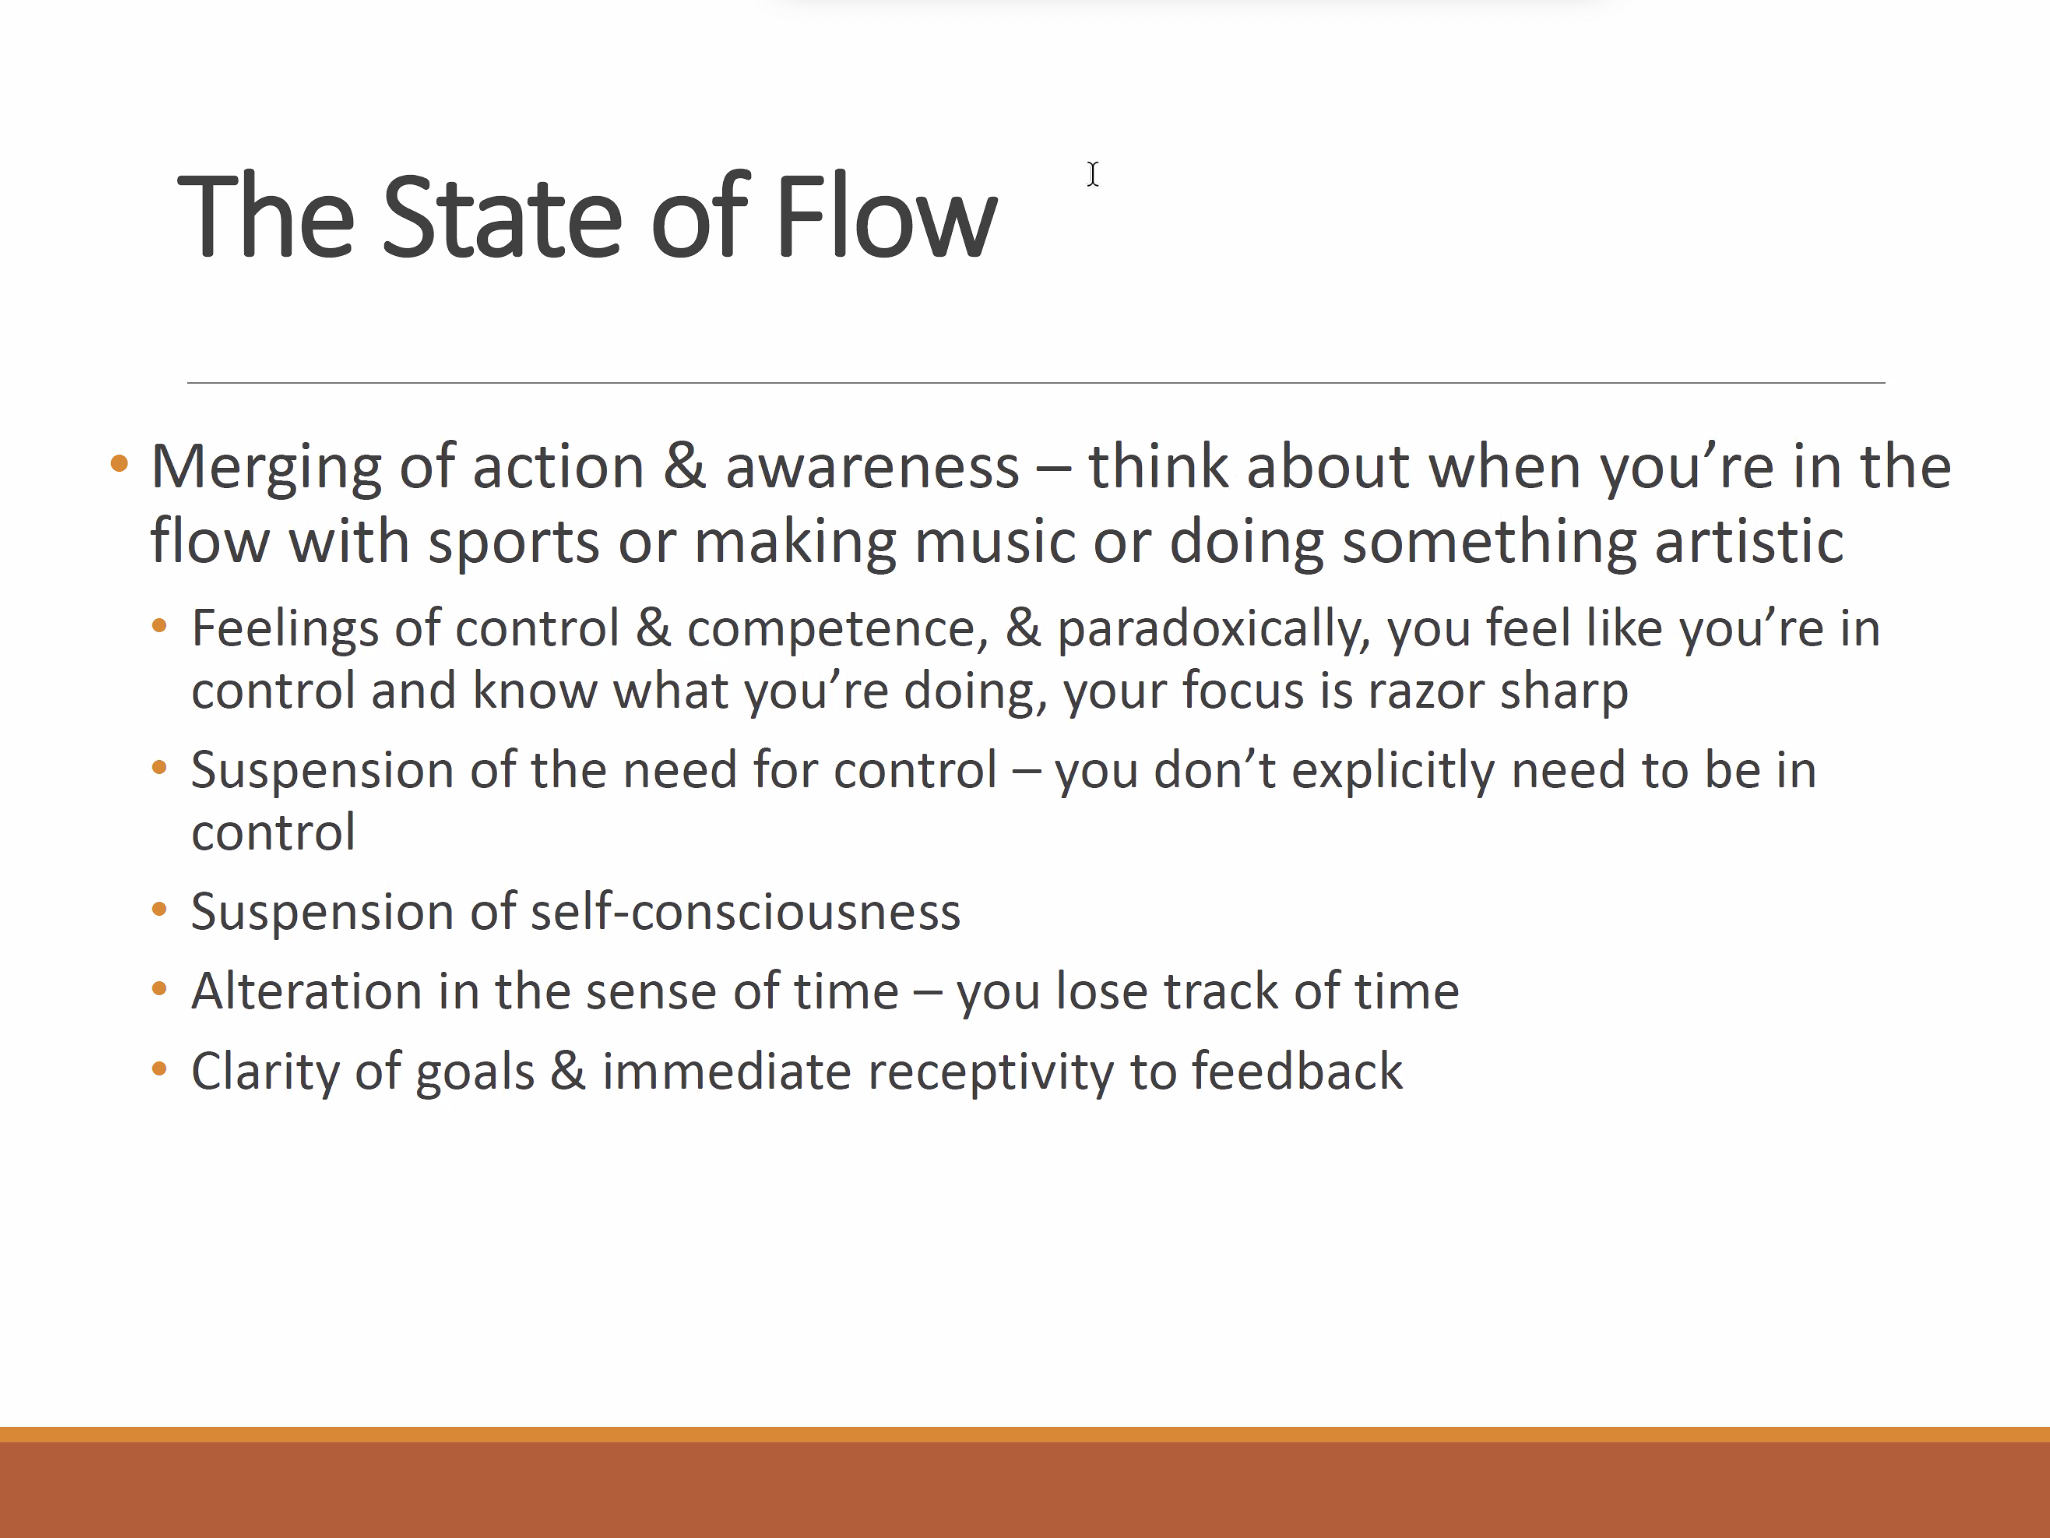 The State of Flow
• Merging of action & awareness – think about when you’re in the
flow with sports or making music or doing something artistic
• Feelings of control & competence, & paradoxically, you feel like you’re in
control and know what you’re doing, your focus is razor sharp
• Suspension of the need for control – you don’t explicitly need to be in
control
• Suspension of self-consciousness
• Alteration in the sense of time – you lose track of time
• Clarity of goals & immediate receptivity to feedback